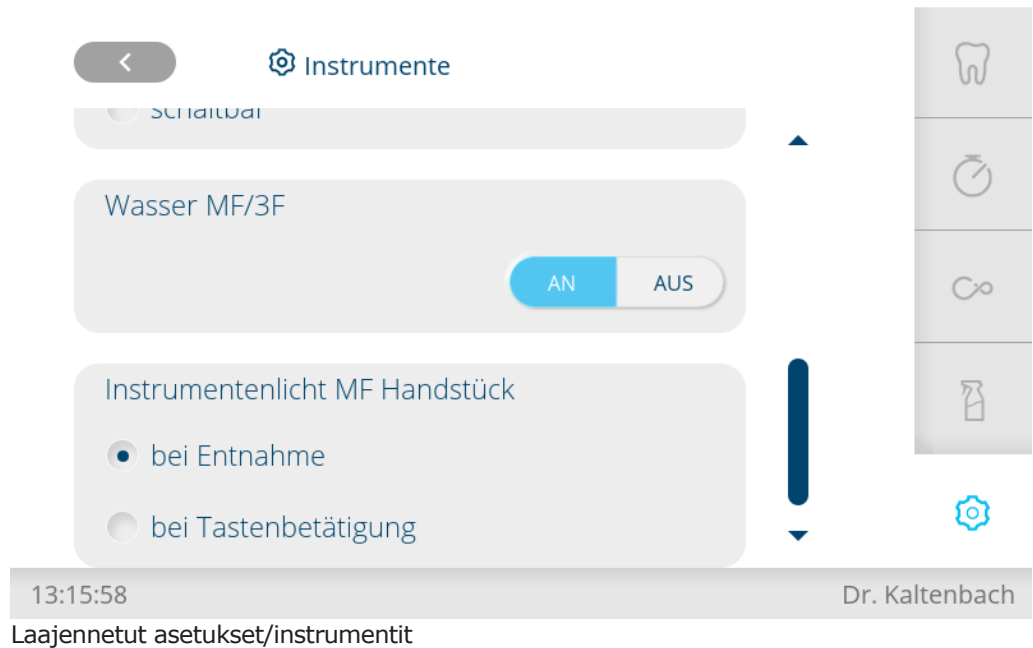 Instrumente
schaltbar
Wasser MF/3F
AN AUS
Instrumentenlicht MF Handstück
bei Entnahme
bei Tastenbetätigung
13:15:58 Dr. Kaltenbach
Laajennetut asetukset/instrumentit